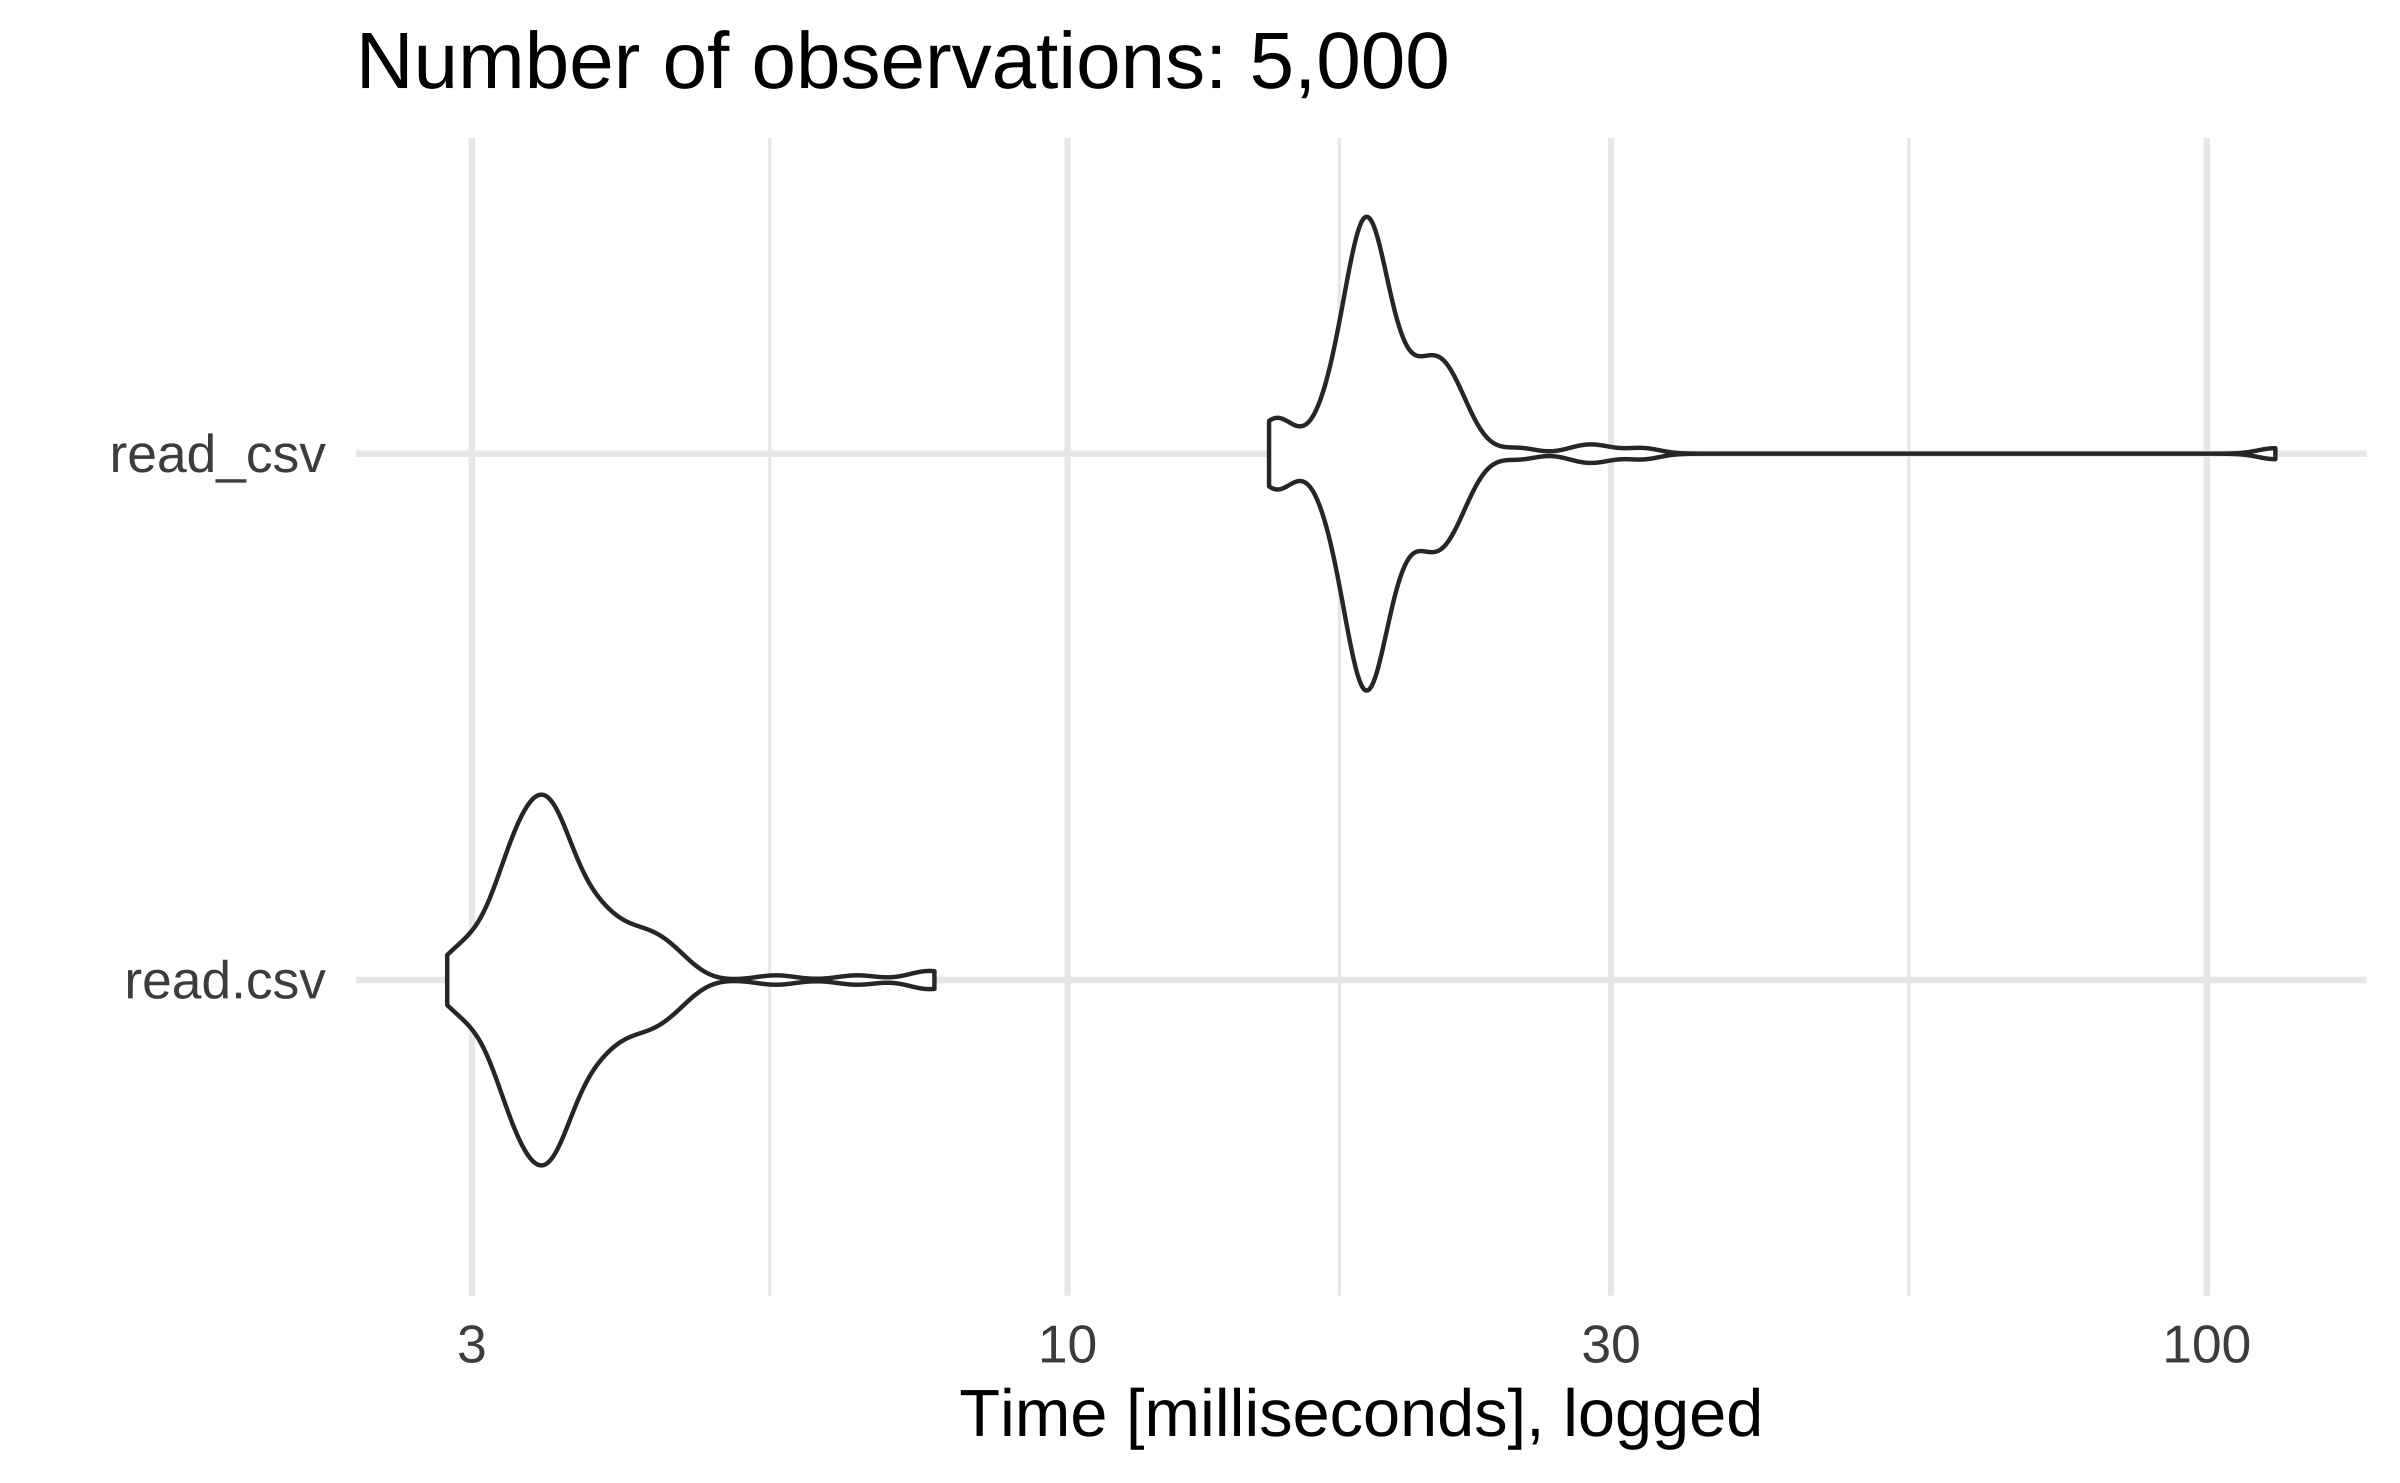 Number of observations: 5,000
read_csv
read.csv
3 10 30 100
Time [milliseconds], logged